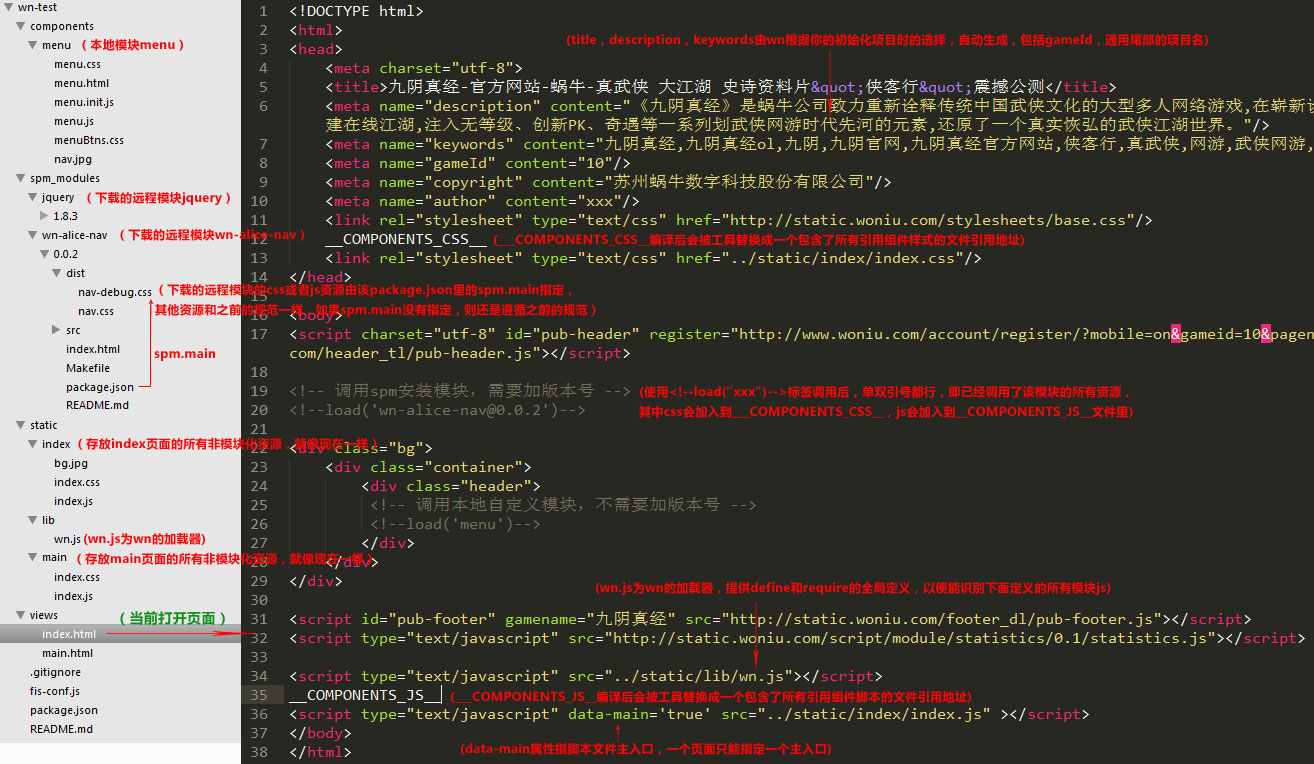 wn-test
components
menu （本地模块menu ）
menu.css
menu.html
menu.init.js
menu.js
menuBtns.css
nav.jpg
spm_modules
jquery （下载的远程模块jquery ）
1.8.3
wn-alice-nav （下载的远程模块wn-alice-nav ）
0.0.2
dist
nav-debug.css（下载的远程模块的css或者js资源由该package.json里的spm.main指定，
nav.css 其他资源和之前的规范一样，如果spm.main没有指定，则还是遵循之前的规范 ）
src
index.html
spm.main
Makefile
package.json
README.md
static
index （存放index页面的所有非模块化资源，就像现在一样）
bg.jpg
index.css
index.js
lib
wn.js (wn.js为wn的加载器)
main （存放main页面的所有非模块化资源，就像现在一样）
index.css
index.js
views （当前打开页面 ）
index.html
main.html
.gitignore
fis-conf.js
package.json
README.md
1 <!DOCTYPE html>
2 <html>
(title，description，keywords由wn根据你的初始化项目时的选择，自动生成，包括gameId，通用尾部的项目名)
3 <head>
4 <meta charset="utf-8">
5 <title>九阴真经-官方网站-蜗牛-真武侠 大江湖 史诗资料片&quot;侠客行&quot;震撼公测</title>
6 <meta name="description" content="《九阴真经》是蜗牛公司致力重新诠释传统中国武侠文化的大型多人网络游戏,在崭新
建在线江湖,注入无等级、创新PK、奇遇等一系列划武侠网游时代先河的元素,还原了一个真实恢弘的武侠江湖世界。"/>
7 <meta name="keywords" content="九阴真经,九阴真经ol,九阴,九阴官网,九阴真经官方网站,侠客行,真武侠,网游,武侠网游,
8 <meta name="gameId" content="10"/>
9 <meta name="copyright" content="苏州蜗牛数字科技股份有限公司"/>
10 <meta name="author" content="xxx"/>
11 <link rel="stylesheet" type="text/css" href="http://static.woniu.com/stylesheets/base.css"/>
12 __COMPONENTS_CSS__ (__COMPONENTS_CSS__编译后会被工具替换成一个包含了所有引用组件样式的文件引用地址)
13 <link rel="stylesheet" type="text/css" href="../static/index/index.css"/>
14 </head>
15
16 <body>
17 <script charset="utf-8" id="pub-header" register="http://www.woniu.com/account/register/?mobile=on&gameid=10&pagen
com/header_tl/pub-header.js"></script>
18
19 <!-- 调用spm安装模块，需要加版本号 --> (使用<!--load("xxx")-->标签调用后，单双引号都行，即已经调用了该模块的所有资源，
20 <!--load('wn-alice-nav@0.0.2')--> 其中css会加入到__COMPONENTS_CSS__，js会加入到__COMPONENTS_JS__文件里)
21
22 <div class="bg">
23 <div class="container">
24 <div class="header">
25 <!-- 调用本地自定义模块，不需要加版本号 -->
26 <!--load('menu')-->
27 </div>
28 </div>
29 </div>
(wn.js为wn的加载器，提供define和require的全局定义，以便能识别下面定义的所有模块js)
30
31 <script id="pub-footer" gamename="九阴真经" src="http://static.woniu.com/footer_dl/pub-footer.js"></script>
32 <script type="text/javascript" src="http://static.woniu.com/script/module/statistics/0.1/statistics.js"></script>
33
34 <script type="text/javascript" src="../static/lib/wn.js"></script>
35 __COMPONENTS_JS__ (__COMPONENTS_JS__编译后会被工具替换成一个包含了所有引用组件脚本的文件引用地址)
36 <script type="text/javascript" data-main='true' src="../static/index/index.js" ></script>
37 </body>
(data-main属性指脚本文件主入口，一个页面只能指定一个主入口)
38 </html>